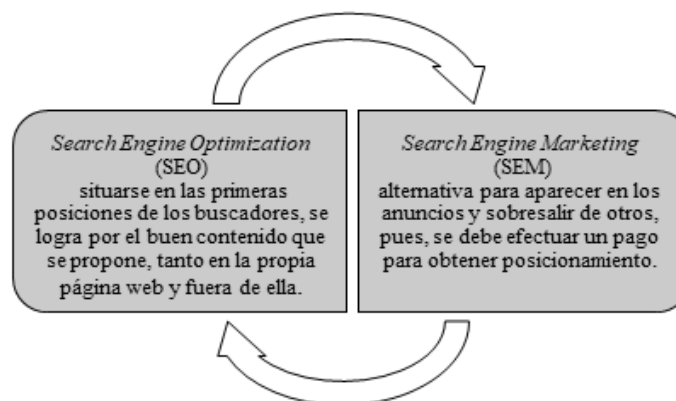 Search Engine Optimization
(SEO)
situarse en las primeras
posiciones de los buscadores, se
logra por el buen contenido que
se propone, tanto en la propia
página web y fuera de ella.
Search Engine Marketing
(SEM)
alternativa para aparecer en los
anuncios y sobresalir de otros,
pues, se debe efectuar un pago
para obtener posicionamiento.